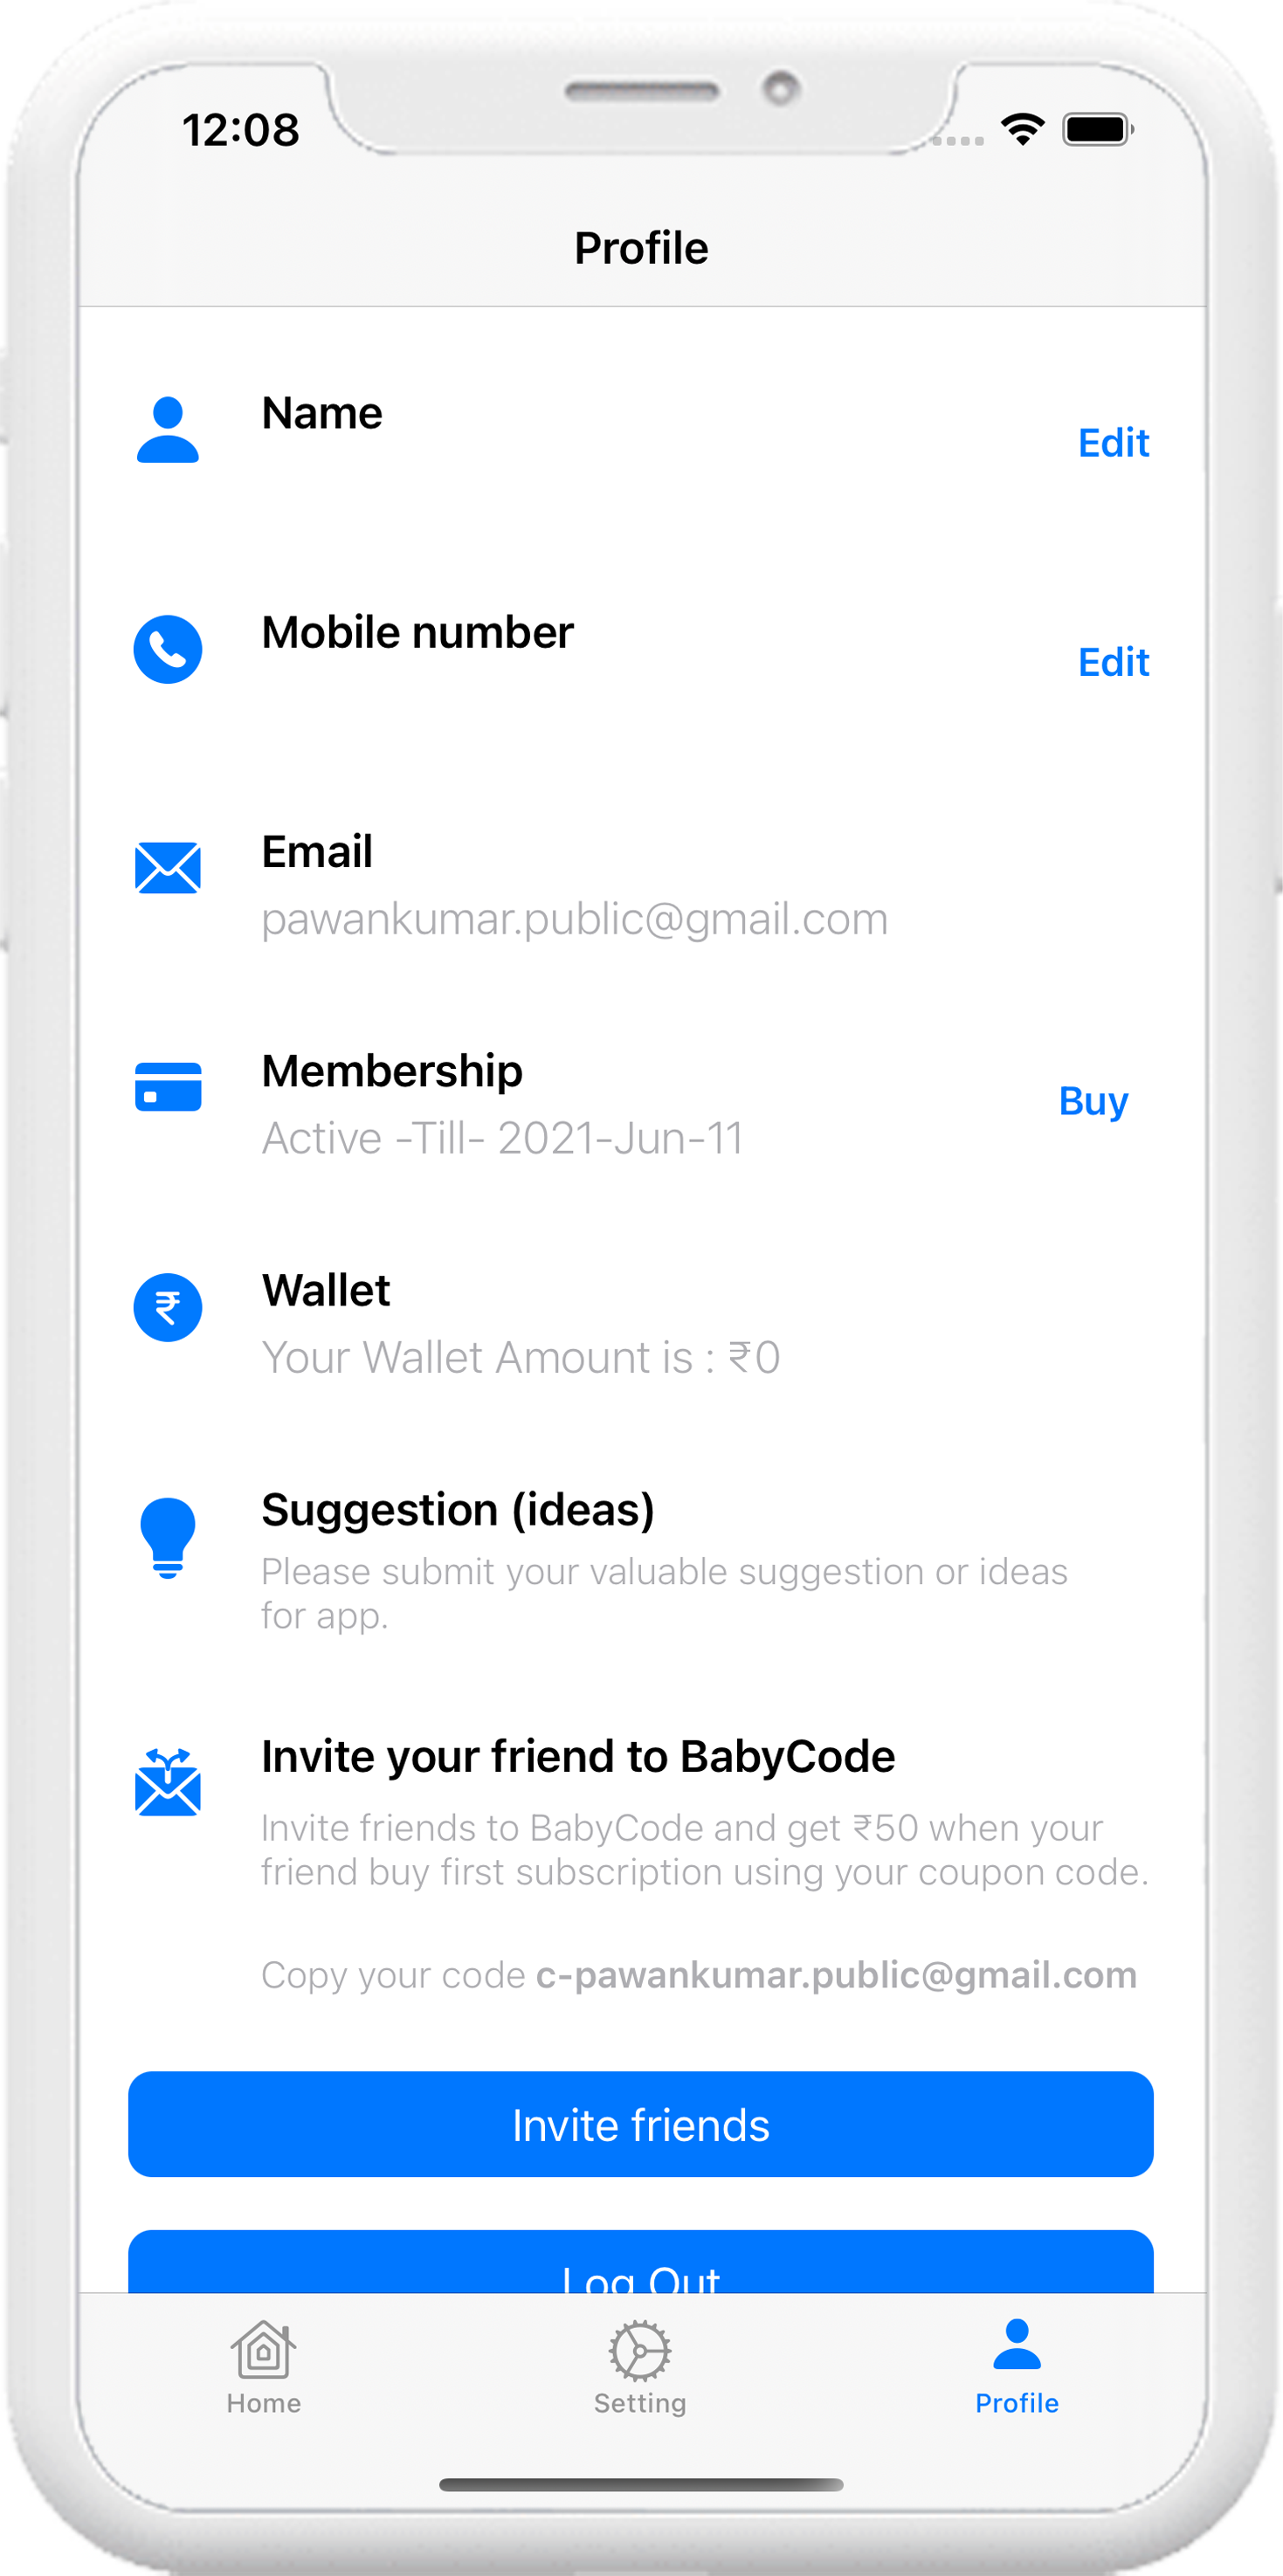 12:08
Profile
Name
Edit
Mobile number
Edit
Email
pawankumar.public@gmail.com
Membership
Active -Till- 2021-Jun-11
Buy
Wallet
Your Wallet Amount is : ₹0
Suggestion (ideas)
Please submit your valuable suggestion or ideas
for app.
Invite your friend to BabyCode
Invite friends to BabyCode and get ₹50 when your
friend buy first subscription using your coupon code.
Copy your code c-pawankumar.public@gmail.com
Invite friends
Log Out
Home
Setting
Profile